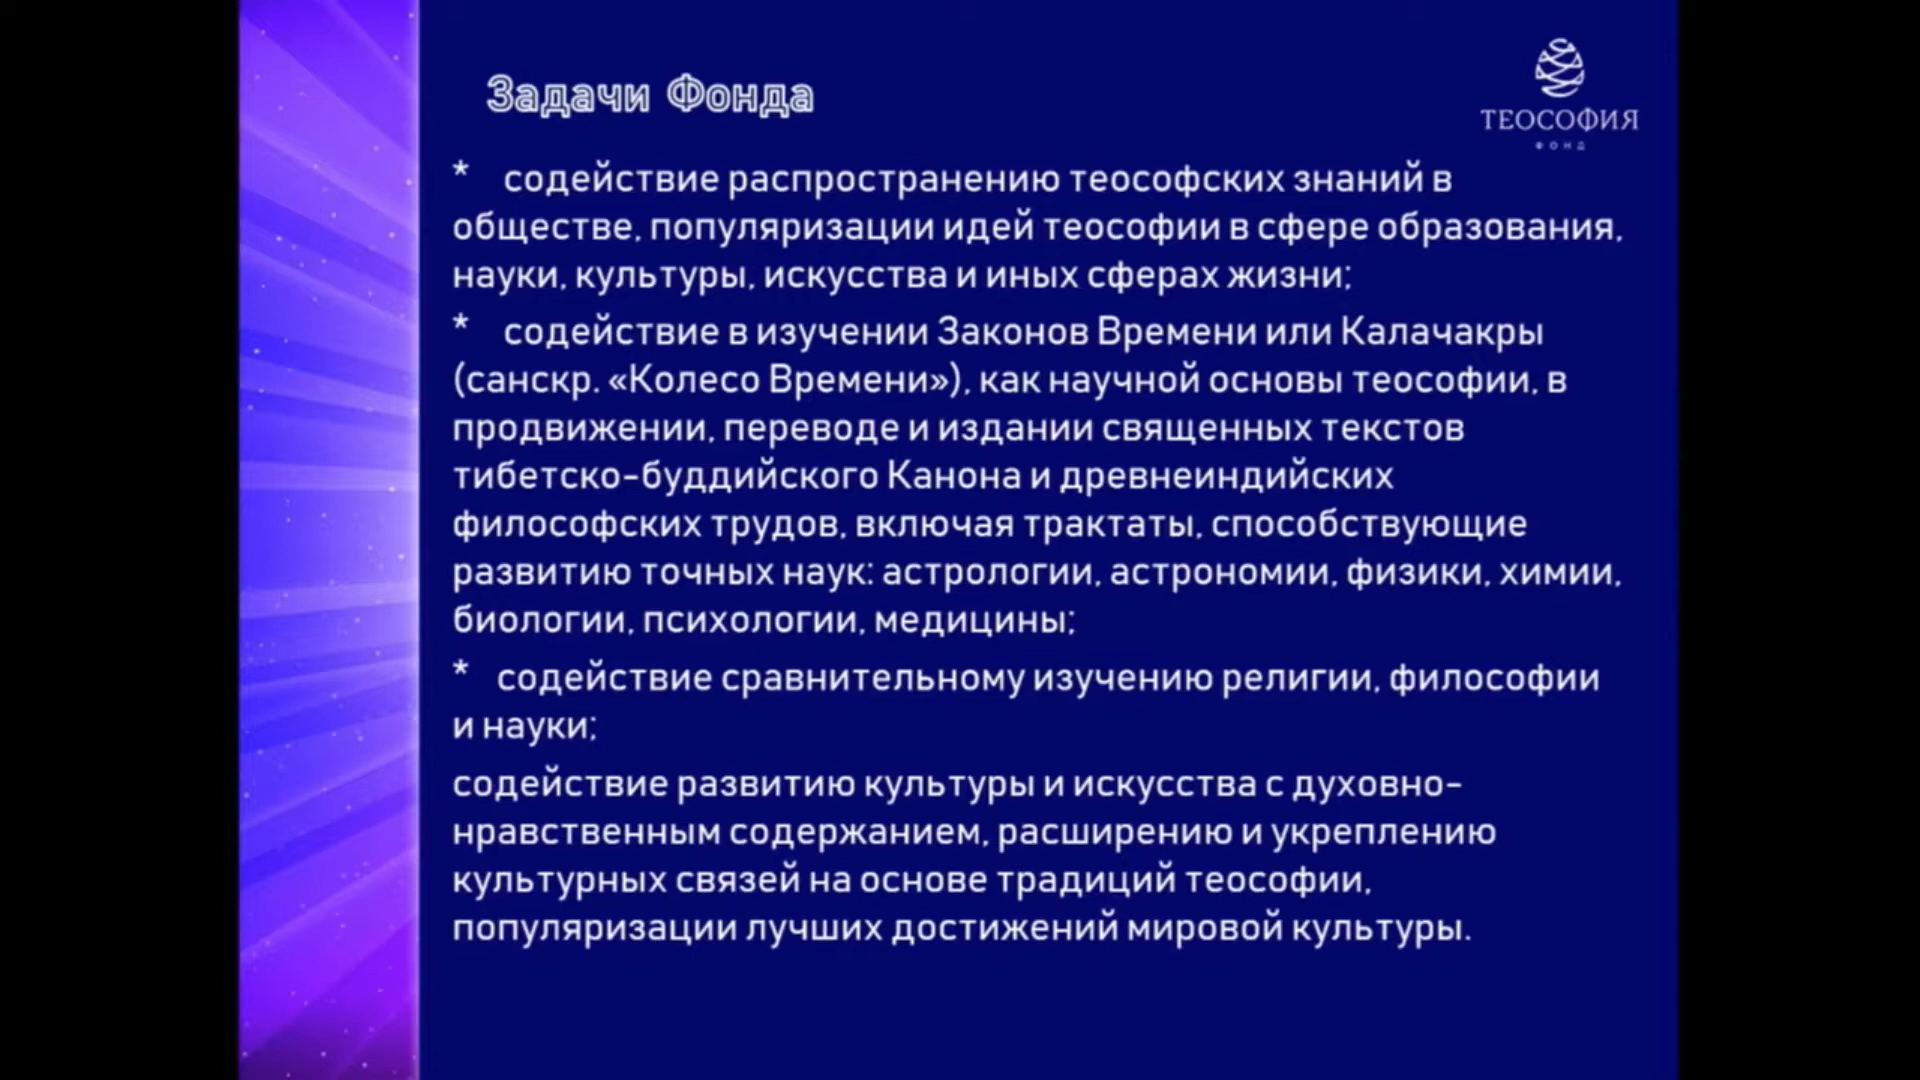 Задачи Фонда
ТЕОСОФИЯ
ФОНД
* содействие распространению теософских знаний в
обществе, популяризации идей теософии в сфере образования,
науки, культуры, искусства и иных сферах жизни;
* содействие в изучении Законов Времени или Калачакры
(санскр. «Колесо Времени»), как научной основы теософии, в
продвижении, переводе и издании священных текстов
тибетско-буддийского Канона и древнеиндийских
философских трудов, включая трактаты, способствующие
развитию точных наук: астрологии, астрономии, физики, химии,
биологии, психологии, медицины;
* содействие сравнительному изучению религии, философии
и науки;
содействие развитию культуры и искусства с духовно-
нравственным содержанием, расширению и укреплению
культурных связей на основе традиций теософии,
популяризации лучших достижений мировой культуры.